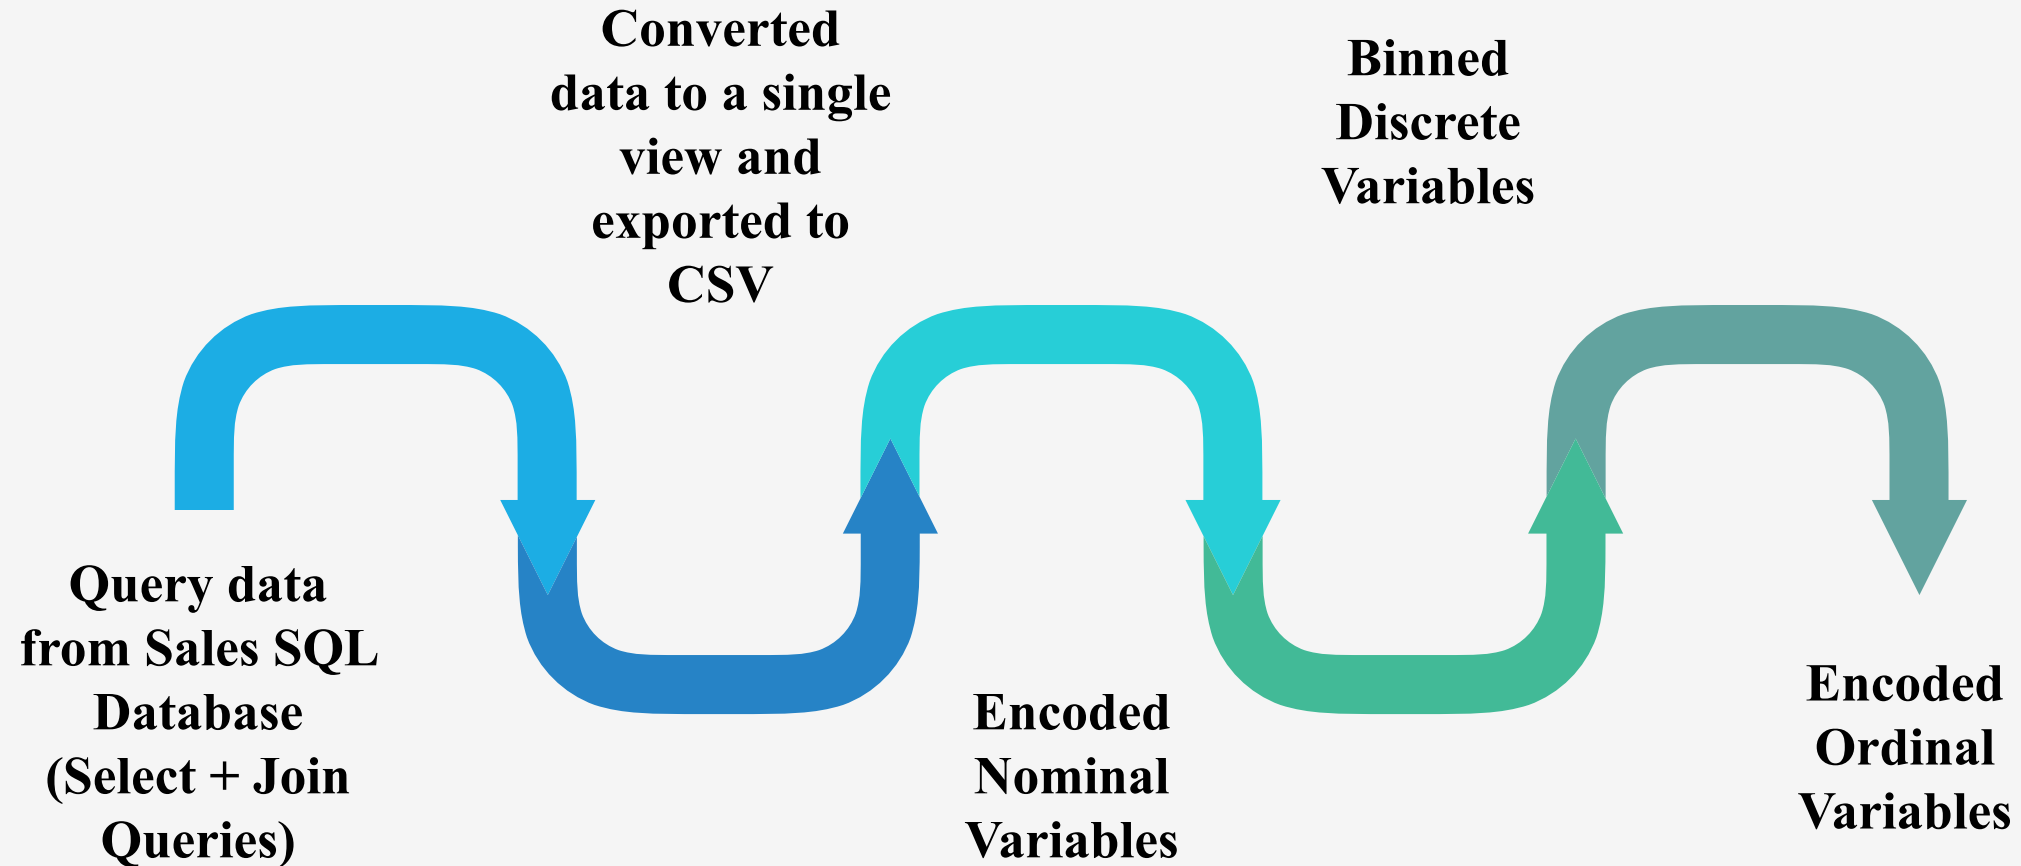 Query data
from Sales SQL
Database
(Select + Join
Queries)
Converted
data to a single
view and
exported to
CSV
Encoded
Nominal
Variables
Binned
Discrete
Variables
Encoded
Ordinal
Variables